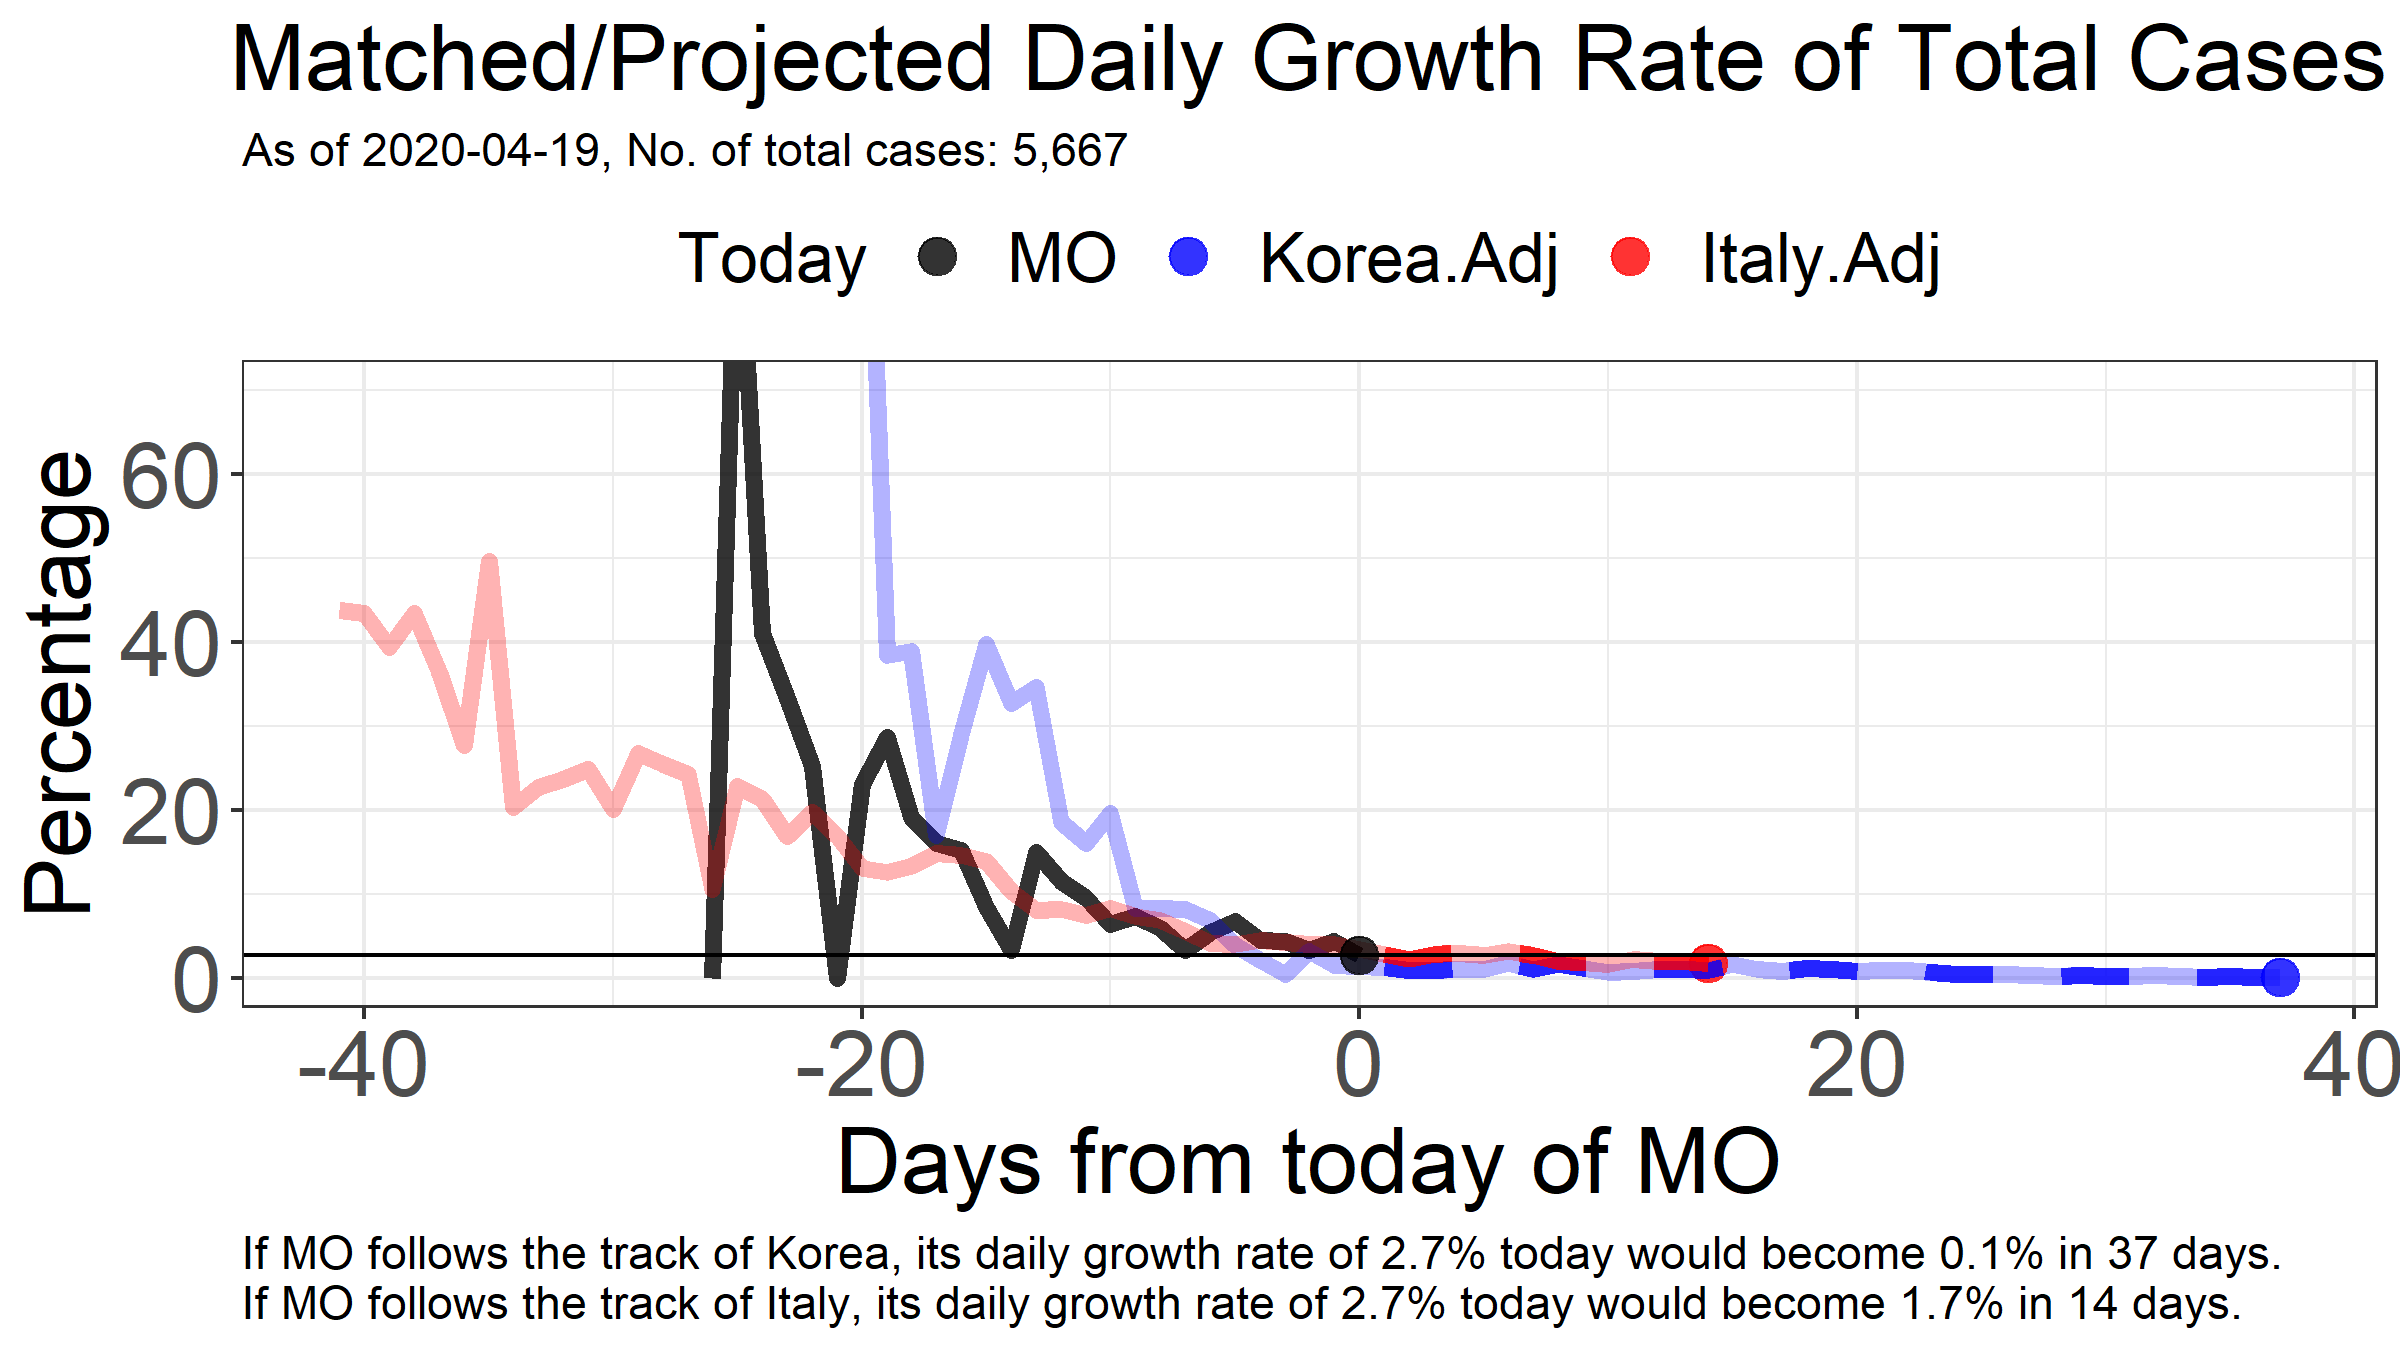 Matched/Projected Daily Growth Rate of Total Cases
As of 2020-04-19, No. of total cases: 5,667
Today MO Korea.Adj Italy.Adj
Percentage
60
40
20
0
-40 -20 0 20 40
Days from today of MO
If MO follows the track of Korea, its daily growth rate of 2.7% today would become 0.1% in 37 days.
If MO follows the track of Italy, its daily growth rate of 2.7% today would become 1.7% in 14 days.